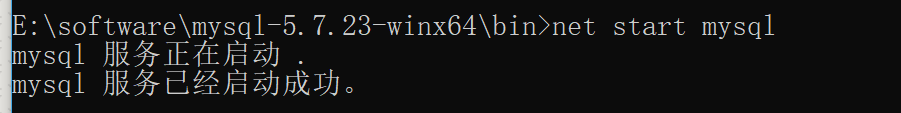 E:\software\mysql-5.7.23-winx64\bin>net start mysql
mysql 服务正在启动 .
mysql 服务已经启动成功。